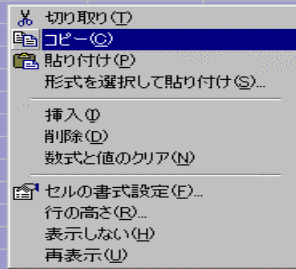 切り取り(T)
コピー(C)
貼り付け(P)
形式を選択して貼り付け(S)...
挿入(I)
削除(D)
数式と値のクリア(N)
セルの書式設定(F)...
行の高さ(R)...
表示しない(H)
再表示(U)